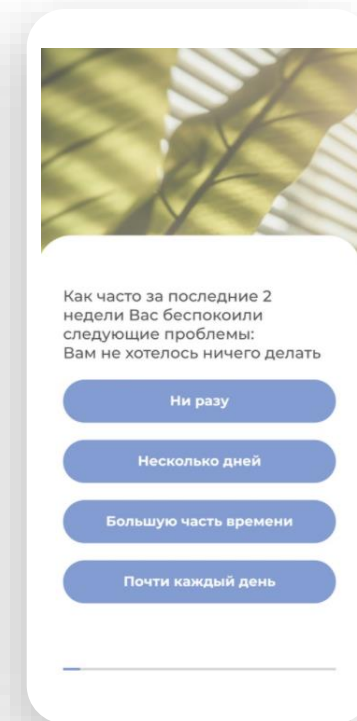 Как часто за последние 2
недели Вас беспокоили
следующие проблемы:
Вам не хотелось ничего делать
Ни разу
Несколько дней
Большую часть времени
Почти каждый день